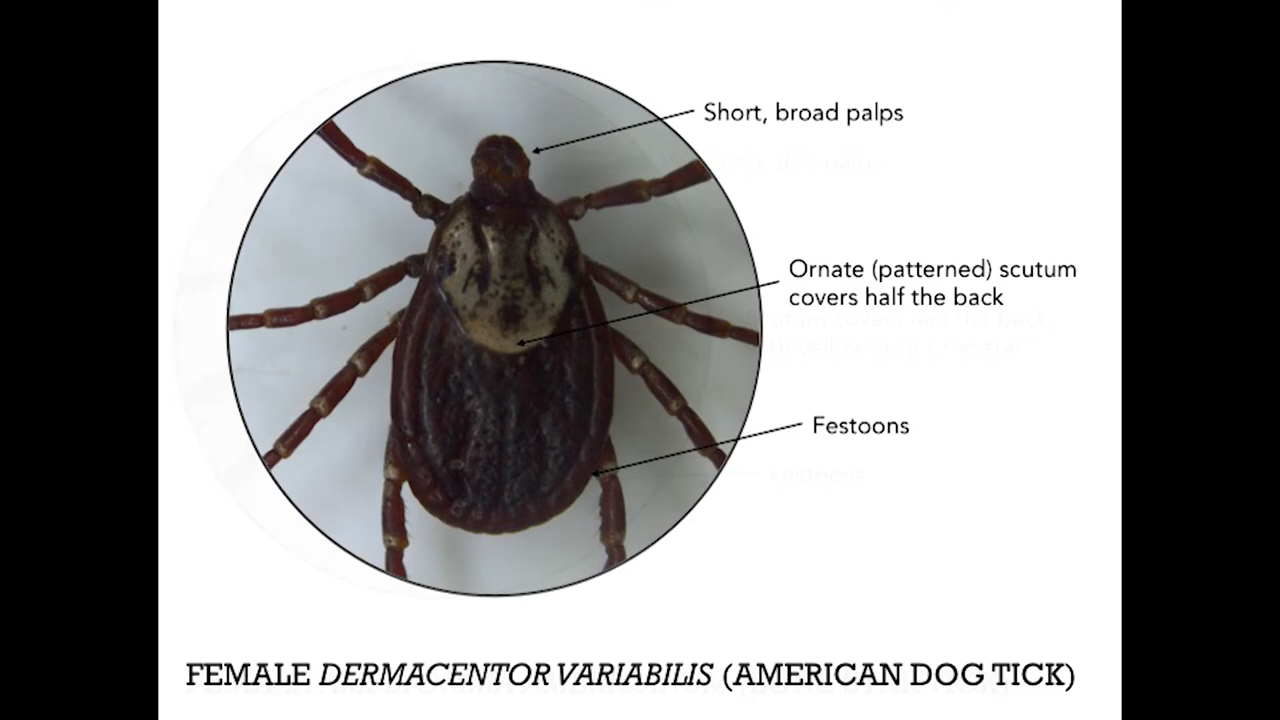 Short, broad palps
Ornate (patterned) scutum
covers half the back
Festoons
FEMALE DERMACENTOR VARIABILIS (AMERICAN DOG TICK)